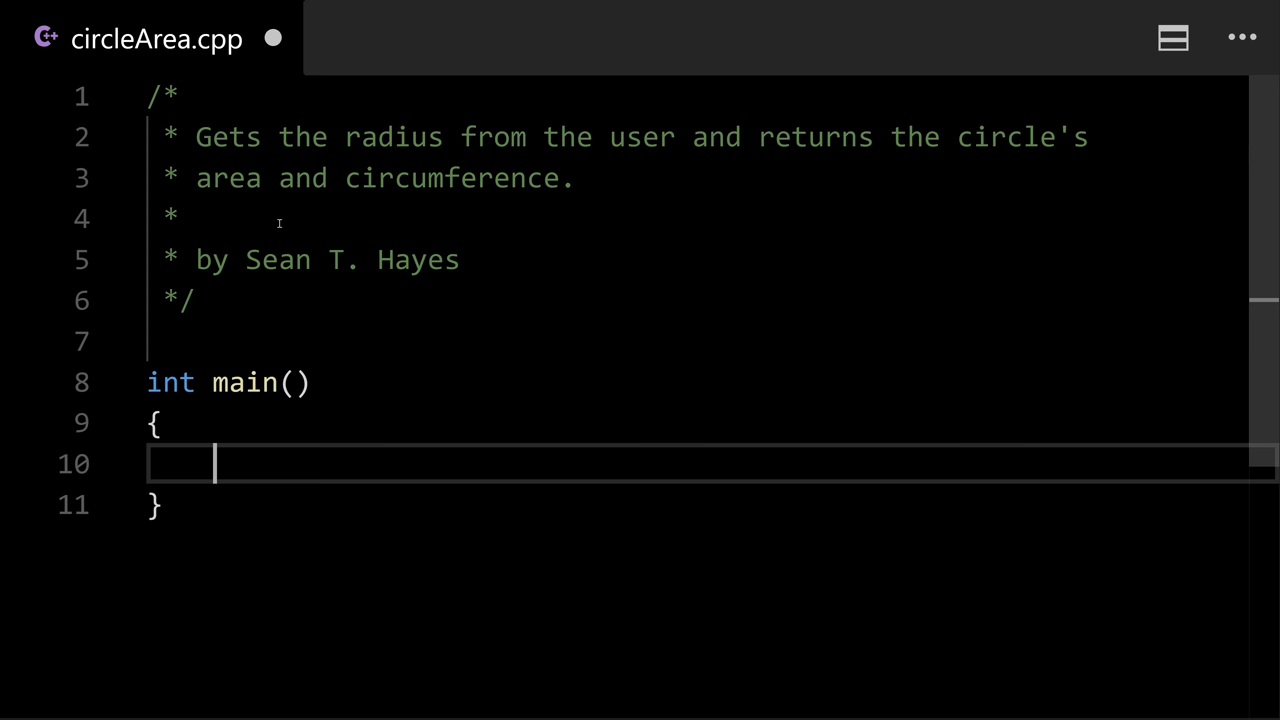 circleArea.cpp
1 /*
2 * Gets the radius from the user and returns the circle's
3 * area and circumference.
4 *
5 * by Sean T. Hayes
6 */
7
8 int main()
9 {
10
11 }